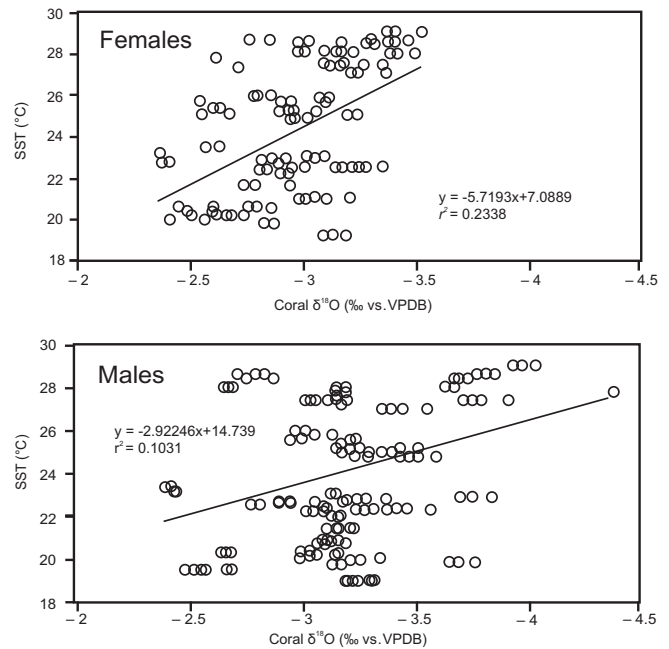 30
28
26
24
22
20
18
SST (°C)
Females
y = -5.7193x+7.0889
r² = 0.2338
– 2
– 2.5
– 3
– 3.5
– 4
– 4.5
Coral δ¹⁸O (‰ vs. VPDB)
30
28
26
24
22
20
18
SST (°C)
Males
y = -2.92246x+14.739
r² = 0.1031
– 2
– 2.5
– 3
– 3.5
– 4
– 4.5
Coral δ¹⁸O (‰ vs. VPDB)